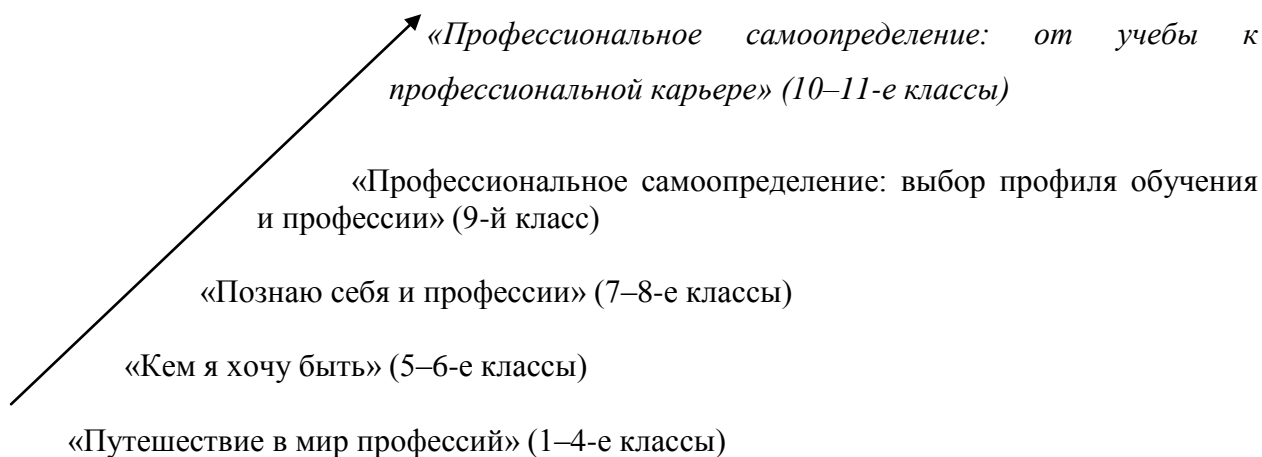 «Профессиональное самоопределение: от учебы к
профессиональной карьере» (10–11-е классы)
«Профессиональное самоопределение: выбор профиля обучения
и профессии» (9-й класс)
«Познаю себя и профессии» (7–8-е классы)
«Кем я хочу быть» (5–6-е классы)
«Путешествие в мир профессий» (1–4-е классы)